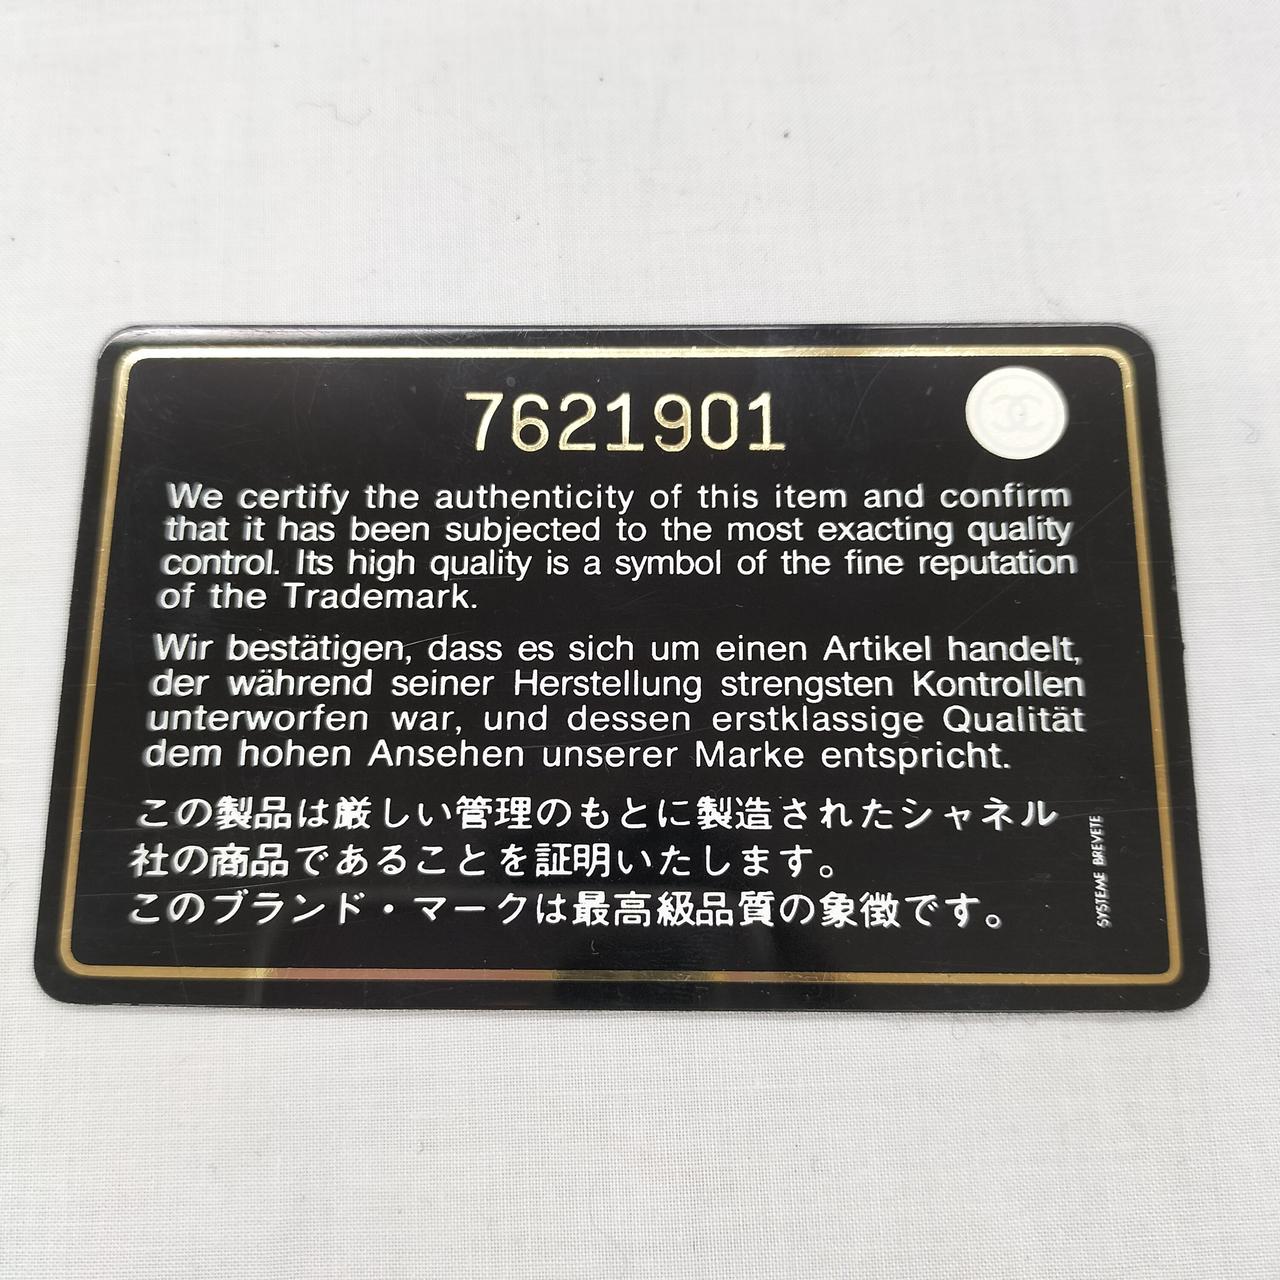 7621901
We certify the authenticity of this item and confirm
that it has been subjected to the most exacting quality
control. Its high quality is a symbol of the fine reputation
of the Trademark.
Wir bestätigen, dass es sich um einen Artikel handelt,
der während seiner Herstellung strengsten Kontrollen
unterworfen war, und dessen erstklassige Qualität
dem hohen Ansehen unserer Marke entspricht.
この製品は厳しい管理のもとに製造されたシャネル
社の商品であることを証明いたします。
このブランド・マークは最高級品質の象徴です。
SYSTEME BREVETE